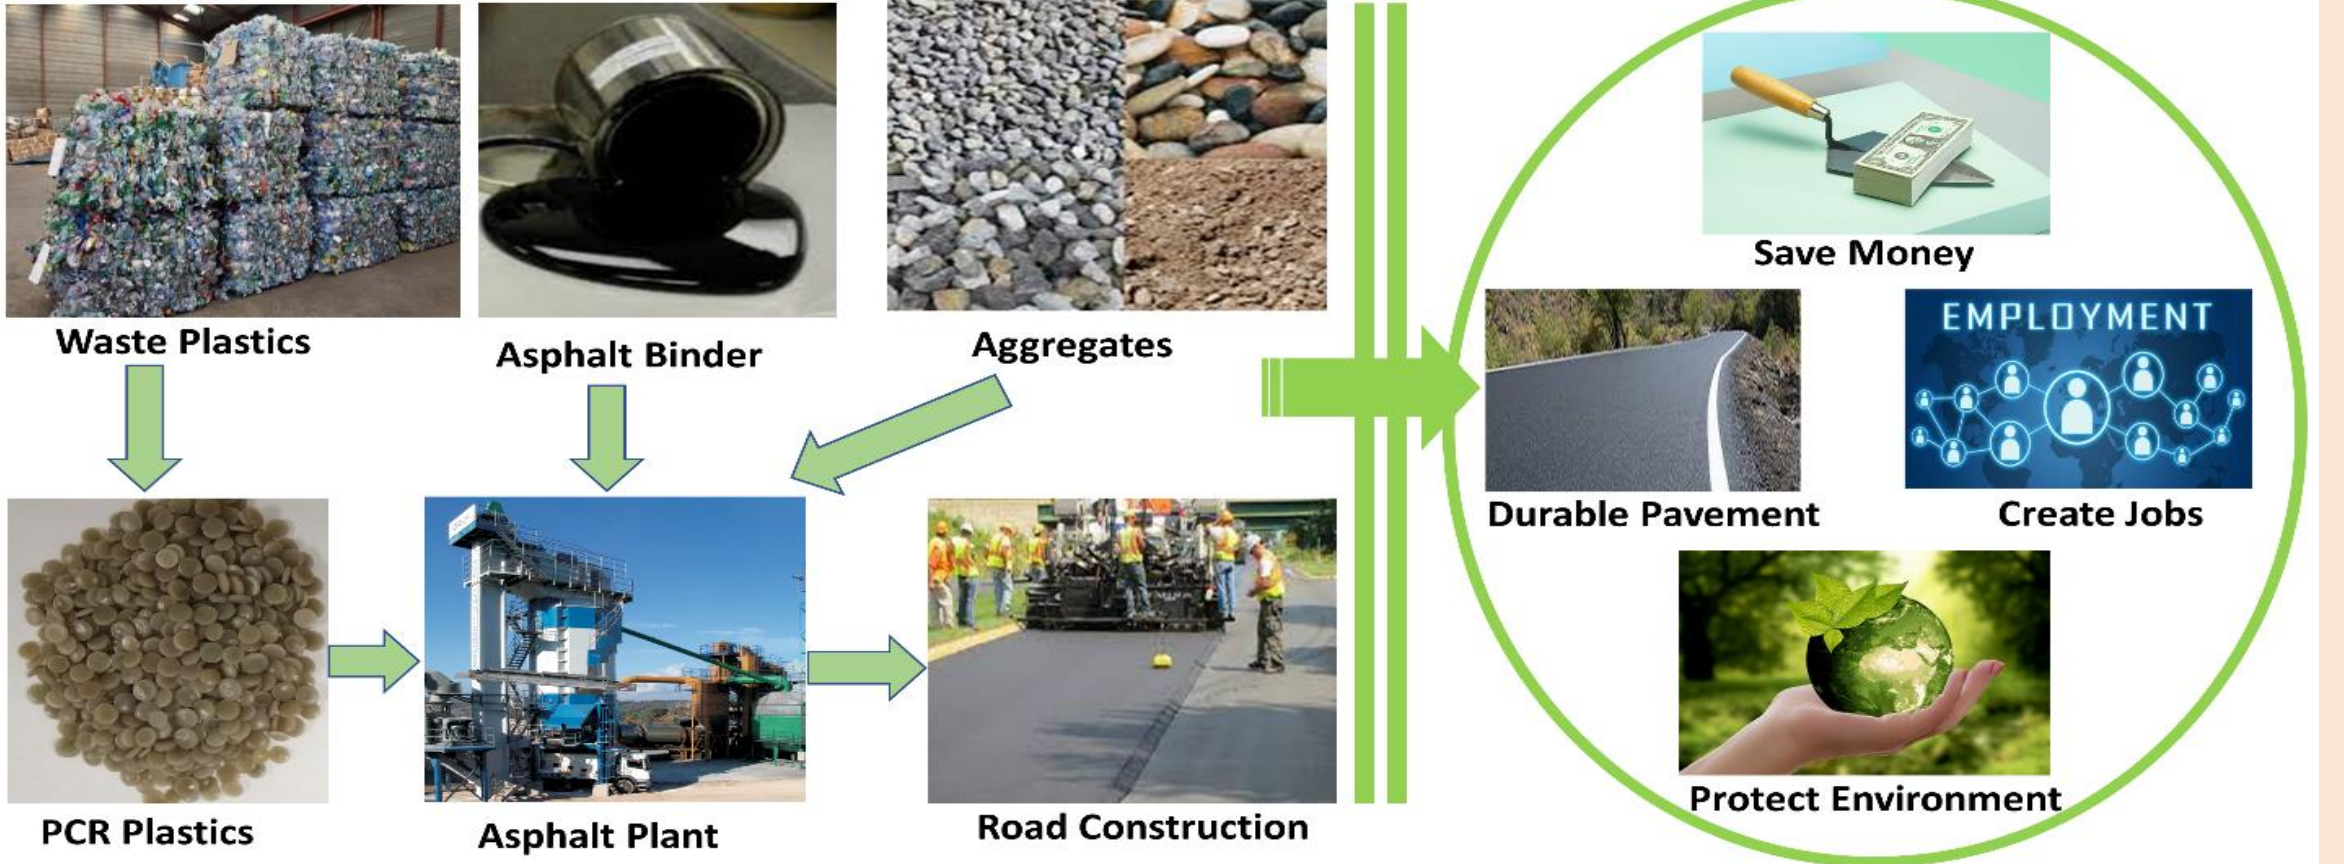 Waste Plastics
Asphalt Binder
Aggregates
PCR Plastics
Asphalt Plant
Road Construction
Save Money
EMPLOYMENT
Durable Pavement
Create Jobs
Protect Environment